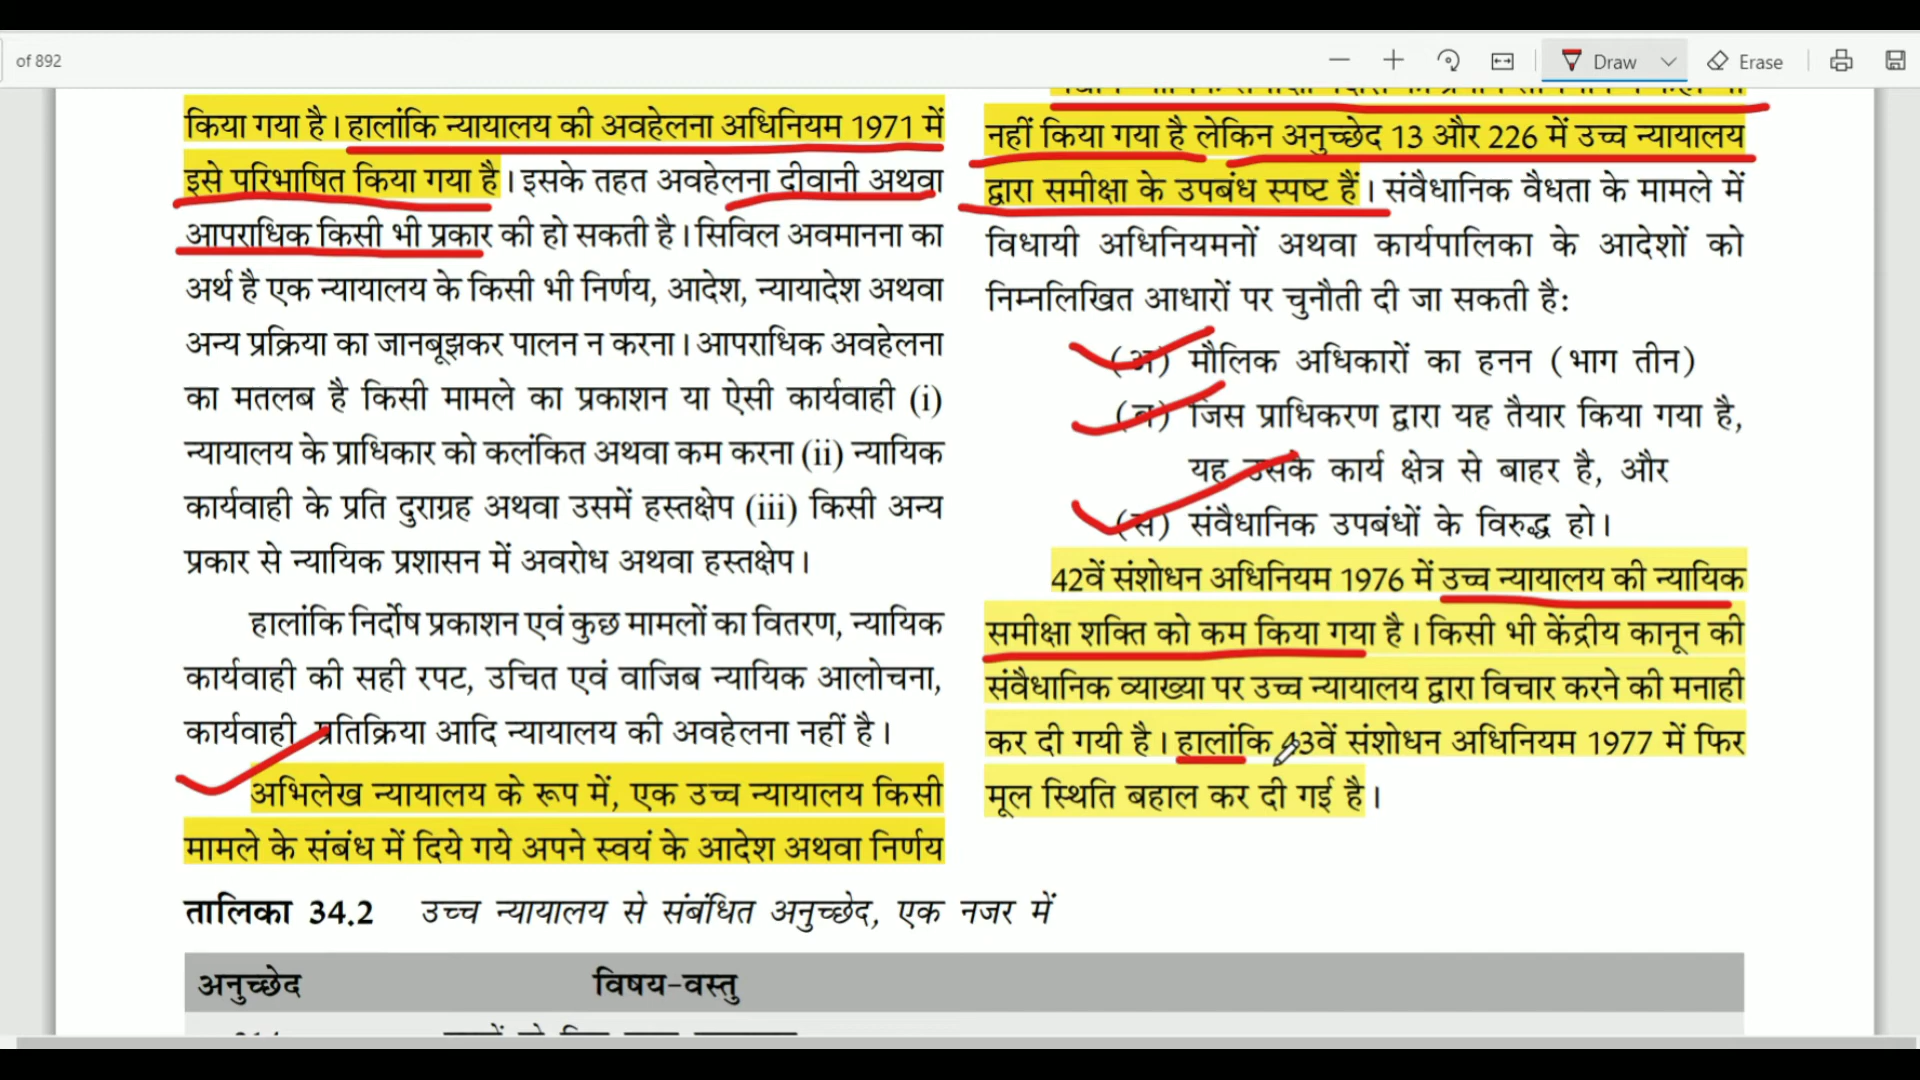 of 892
Draw
Erase
किया गया है। हालांकि न्यायालय की अवहेलना अधिनियम 1971 में
इसे परिभाषित किया गया है। इसके तहत अवहेलना दीवानी अथवा
आपराधिक किसी भी प्रकार की हो सकती है। सिविल अवमानना का
अर्थ है एक न्यायालय के किसी भी निर्णय, आदेश, न्यायादेश अथवा
अन्य प्रक्रिया का जानबूझकर पालन न करना। आपराधिक अवहेलना
का मतलब है किसी मामले का प्रकाशन या ऐसी कार्यवाही (i)
न्यायालय के प्राधिकार को कलंकित अथवा कम करना (ii) न्यायिक
कार्यवाही के प्रति दुराग्रह अथवा उसमें हस्तक्षेप (iii) किसी अन्य
प्रकार से न्यायिक प्रशासन में अवरोध अथवा हस्तक्षेप।
हालांकि निर्दोष प्रकाशन एवं कुछ मामलों का वितरण, न्यायिक
कार्यवाही की सही रपट, उचित एवं वाजिब न्यायिक आलोचना,
कार्यवाही, प्रतिक्रिया आदि न्यायालय की अवहेलना नहीं है।
अभिलेख न्यायालय के रूप में, एक उच्च न्यायालय किसी
मामले के संबंध में दिये गये अपने स्वयं के आदेश अथवा निर्णय
नहीं किया गया है लेकिन अनुच्छेद 13 और 226 में उच्च न्यायालय
द्वारा समीक्षा के उपबंध स्पष्ट हैं। संवैधानिक वैधता के मामले में
विधायी अधिनियमनों अथवा कार्यपालिका के आदेशों को
निम्नलिखित आधारों पर चुनौती दी जा सकती है:
(अ) मौलिक अधिकारों का हनन (भाग तीन)
(ब) जिस प्राधिकरण द्वारा यह तैयार किया गया है,
यह उसके कार्य क्षेत्र से बाहर है, और
(स) संवैधानिक उपबंधों के विरुद्ध हो।
42वें संशोधन अधिनियम 1976 में उच्च न्यायालय की न्यायिक
समीक्षा शक्ति को कम किया गया है। किसी भी केंद्रीय कानून की
संवैधानिक व्याख्या पर उच्च न्यायालय द्वारा विचार करने की मनाही
कर दी गयी है। हालांकि 43वें संशोधन अधिनियम 1977 में फिर
मूल स्थिति बहाल कर दी गई है।
तालिका 34.2 उच्च न्यायालय से संबंधित अनुच्छेद, एक नजर में
अनुच्छेद विषय-वस्तु